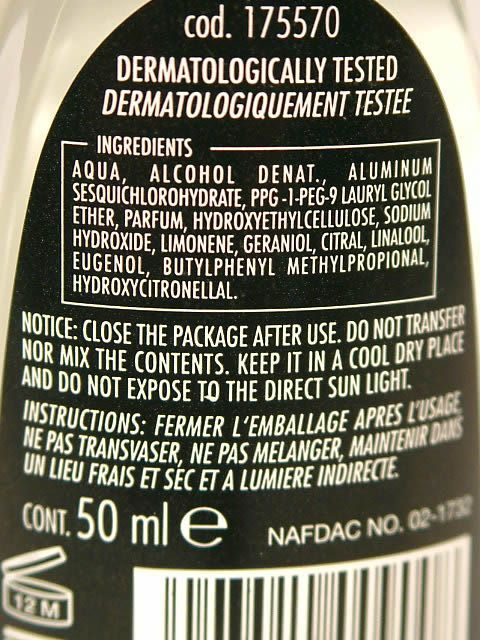 cod. 175570
DERMATOLOGICALLY TESTED
DERMATOLOGIQUEMENT TESTEE
INGREDIENTS
AQUA, ALCOHOL DENAT., ALUMINUM
SESQUICHLOROHYDRATE, PPG -1-PEG-9 LAURYL GLYCOL
ETHER, PARFUM, HYDROXYETHYLCELLULOSE, SODIUM
HYDROXIDE, LIMONENE, GERANIOL, CITRAL, LINALOOL,
EUGENOL, BUTYLPHENYL METHYLPROPIONAL,
HYDROXYCITRONELLAL.
NOTICE: CLOSE THE PACKAGE AFTER USE. DO NOT TRANSFER
NOR MIX THE CONTENTS. KEEP IT IN A COOL DRY PLACE
AND DO NOT EXPOSE TO THE DIRECT SUN LIGHT.
INSTRUCTIONS: FERMER L'EMBALLAGE APRES L'USAGE,
NE PAS TRANSVASER, NE PAS MELANGER, MAINTENIR DANS
UN LIEU FRAIS ET SEC ET A LUMIERE INDIRECTE.
CONT. 50 ml e
NAFDAC NO. 02-1732
12 M